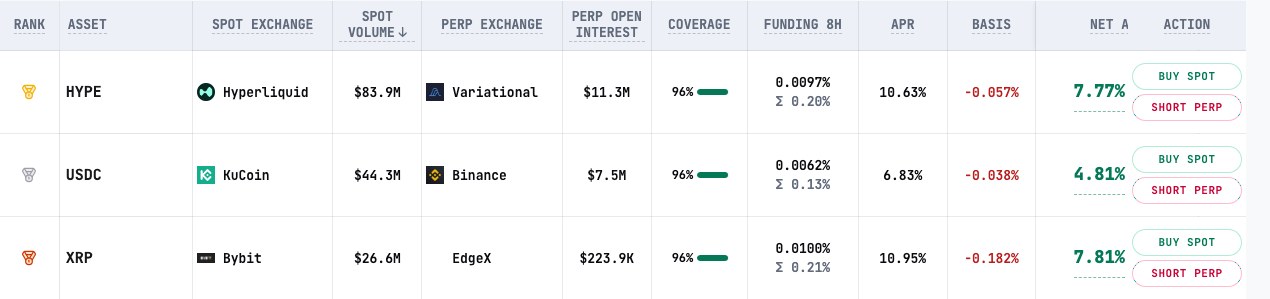 RANK ASSET SPOT EXCHANGE SPOT VOLUME↓ PERP EXCHANGE PERP OPEN INTEREST COVERAGE FUNDING 8H APR BASIS NET A ACTION
HYPE Hyperliquid $83.9M Variational $11.3M 96% 0.0097% Σ 0.20% 10.63% -0.057% 7.77% BUY SPOT SHORT PERP
USDC KuCoin $44.3M Binance $7.5M 96% 0.0062% Σ 0.13% 6.83% -0.038% 4.81% BUY SPOT SHORT PERP
XRP Bybit $26.6M EdgeX $223.9K 96% 0.0100% Σ 0.21% 10.95% -0.182% 7.81% BUY SPOT SHORT PERP